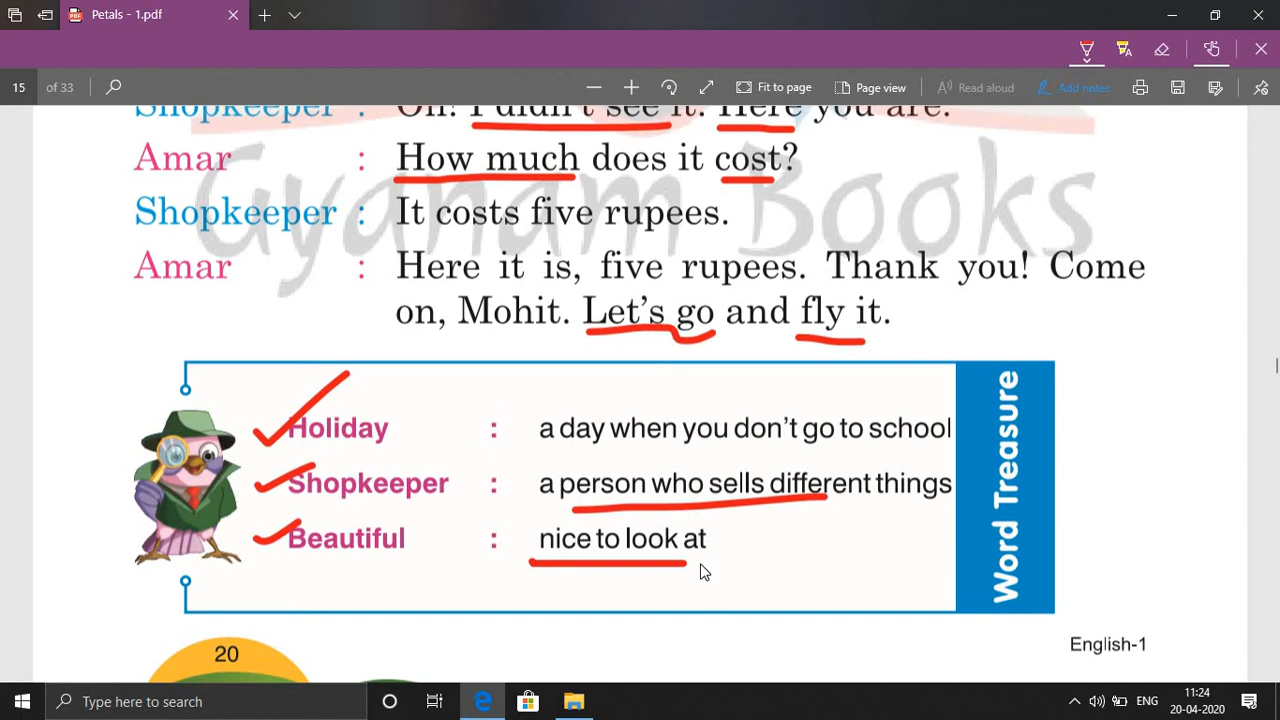 Petals - 1.pdf
15 of 33
Fit to page
Page view
Read aloud
Add notes
Shopkeeper : Oh! I didn't see it. Here you are.
Amar : How much does it cost?
Shopkeeper : It costs five rupees.
Amar : Here it is, five rupees. Thank you! Come
on, Mohit. Let's go and fly it.
Gyanam Books
Holiday : a day when you don't go to school
Shopkeeper : a person who sells different things
Beautiful : nice to look at
Word Treasure
20
English-1
Type here to search
ENG
11:24
20-04-2020